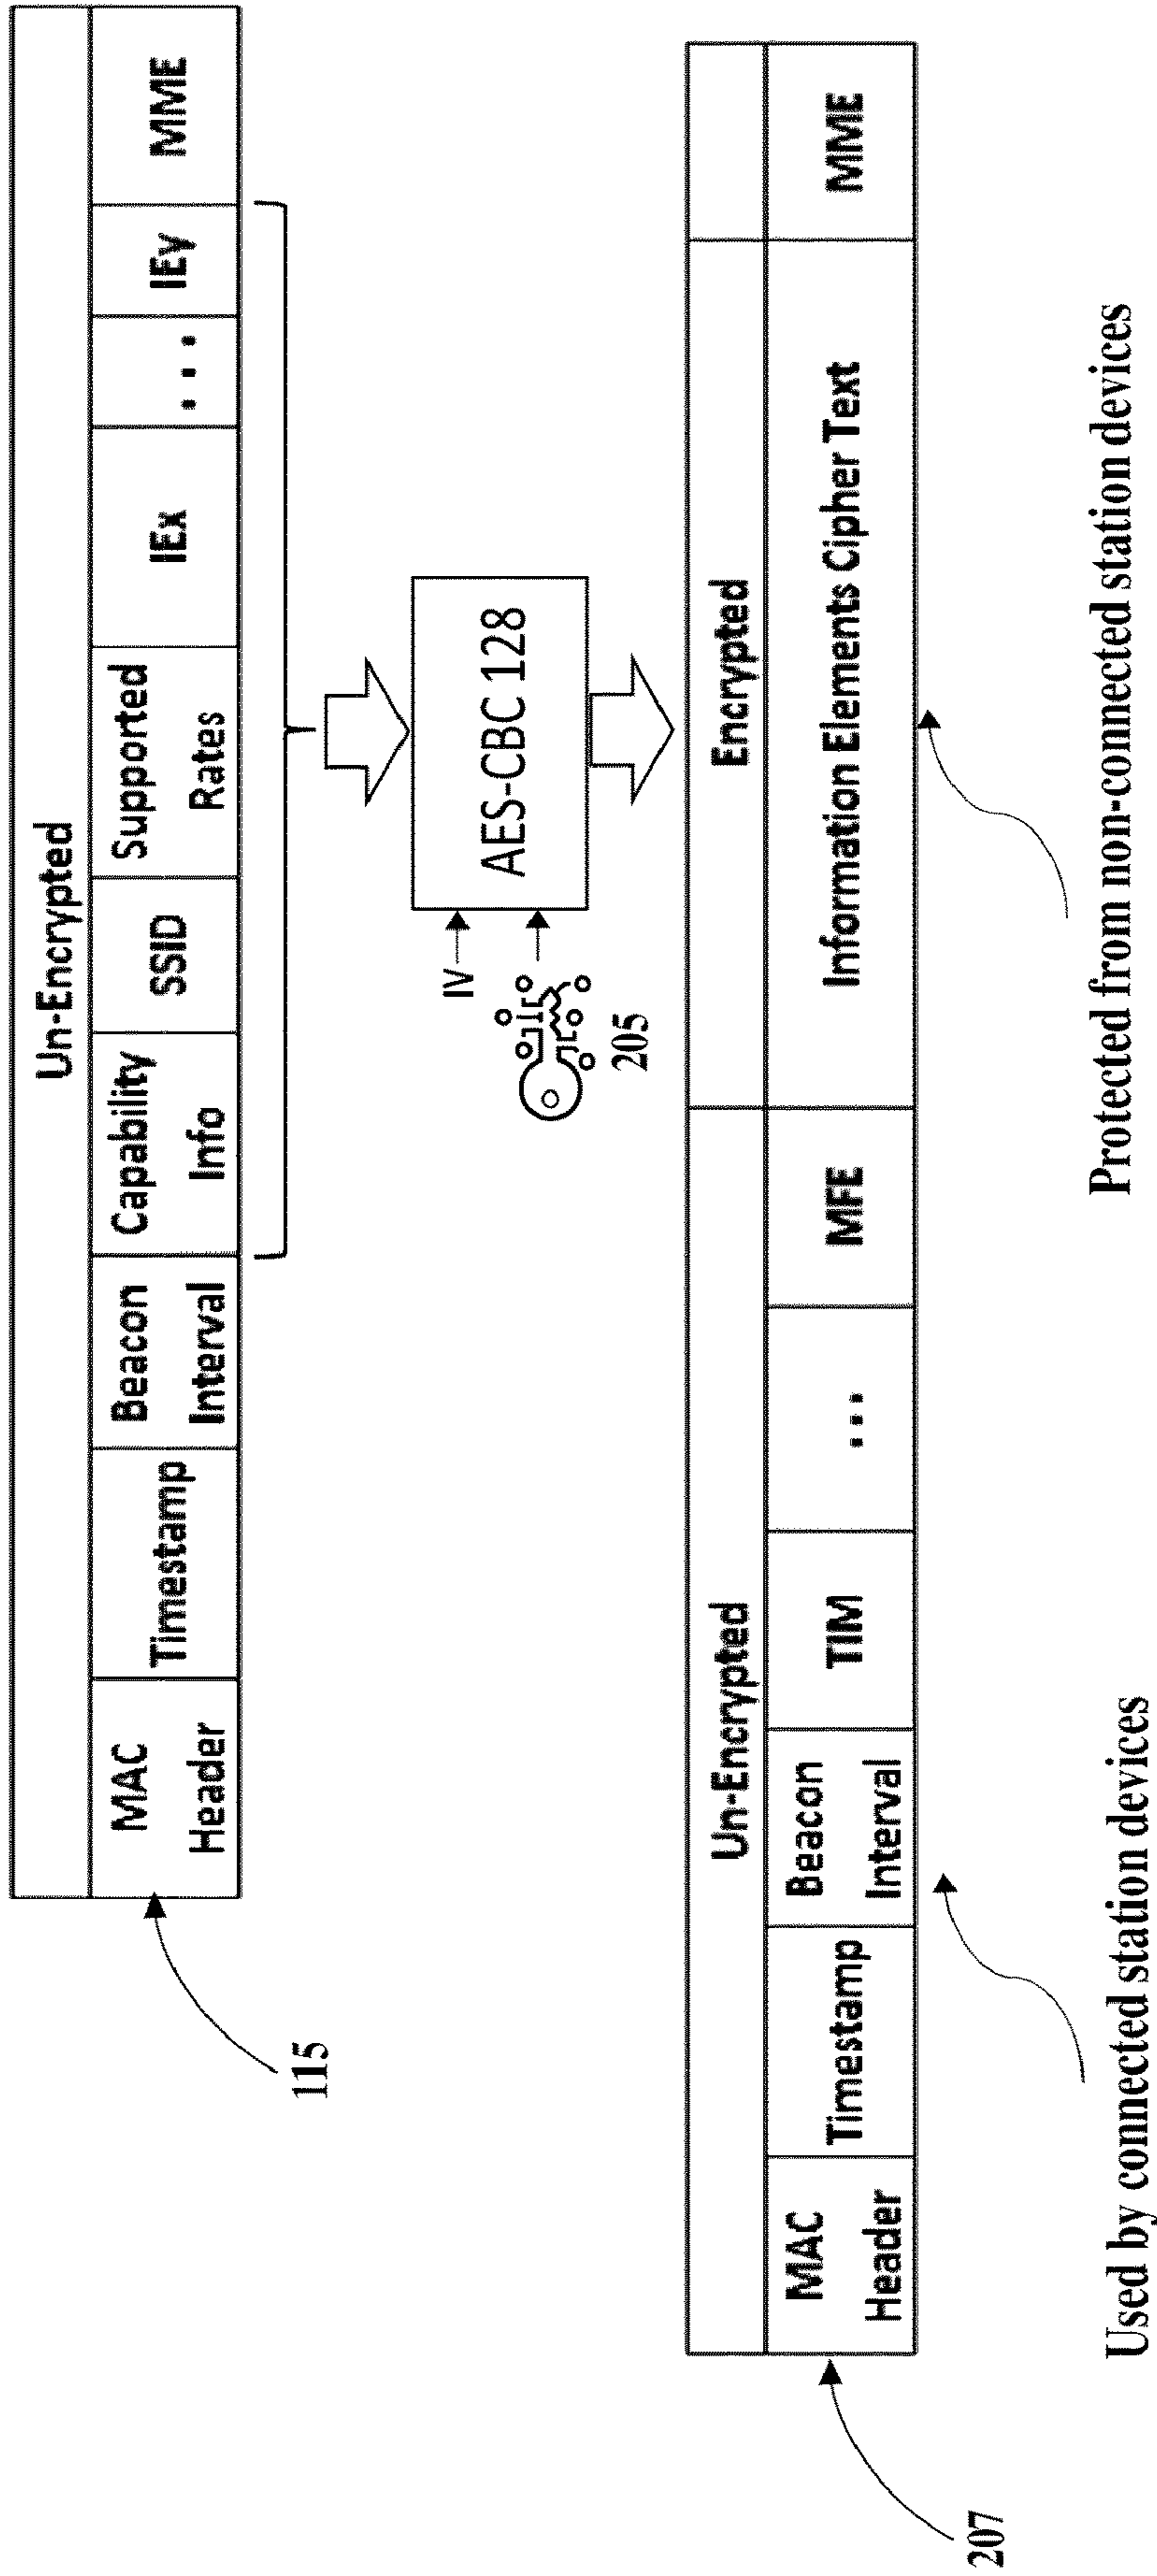 Un-Encrypted
MAC
Header
Timestamp
Beacon
Interval
Capability
Info
SSID
Supported
Rates
IEx
...
IEy
MME
115
IV
205
AES-CBC 128
Un-Encrypted
Encrypted
MAC
Header
Timestamp
Beacon
Interval
TIM
...
MFE
Information Elements Cipher Text
MME
207
Used by connected station devices
Protected from non-connected station devices